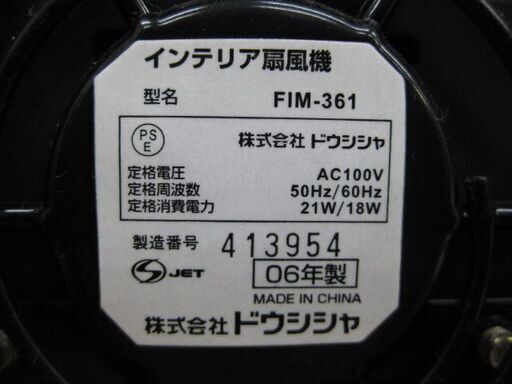 インテリア扇風機
型名 FIM-361
PS
E
株式会社 ドウシシャ
定格電圧 AC100V
定格周波数 50Hz/60Hz
定格消費電力 21W/18W
製造番号 413954
S JET 06年製
MADE IN CHINA
株式会社 ドウシシャ